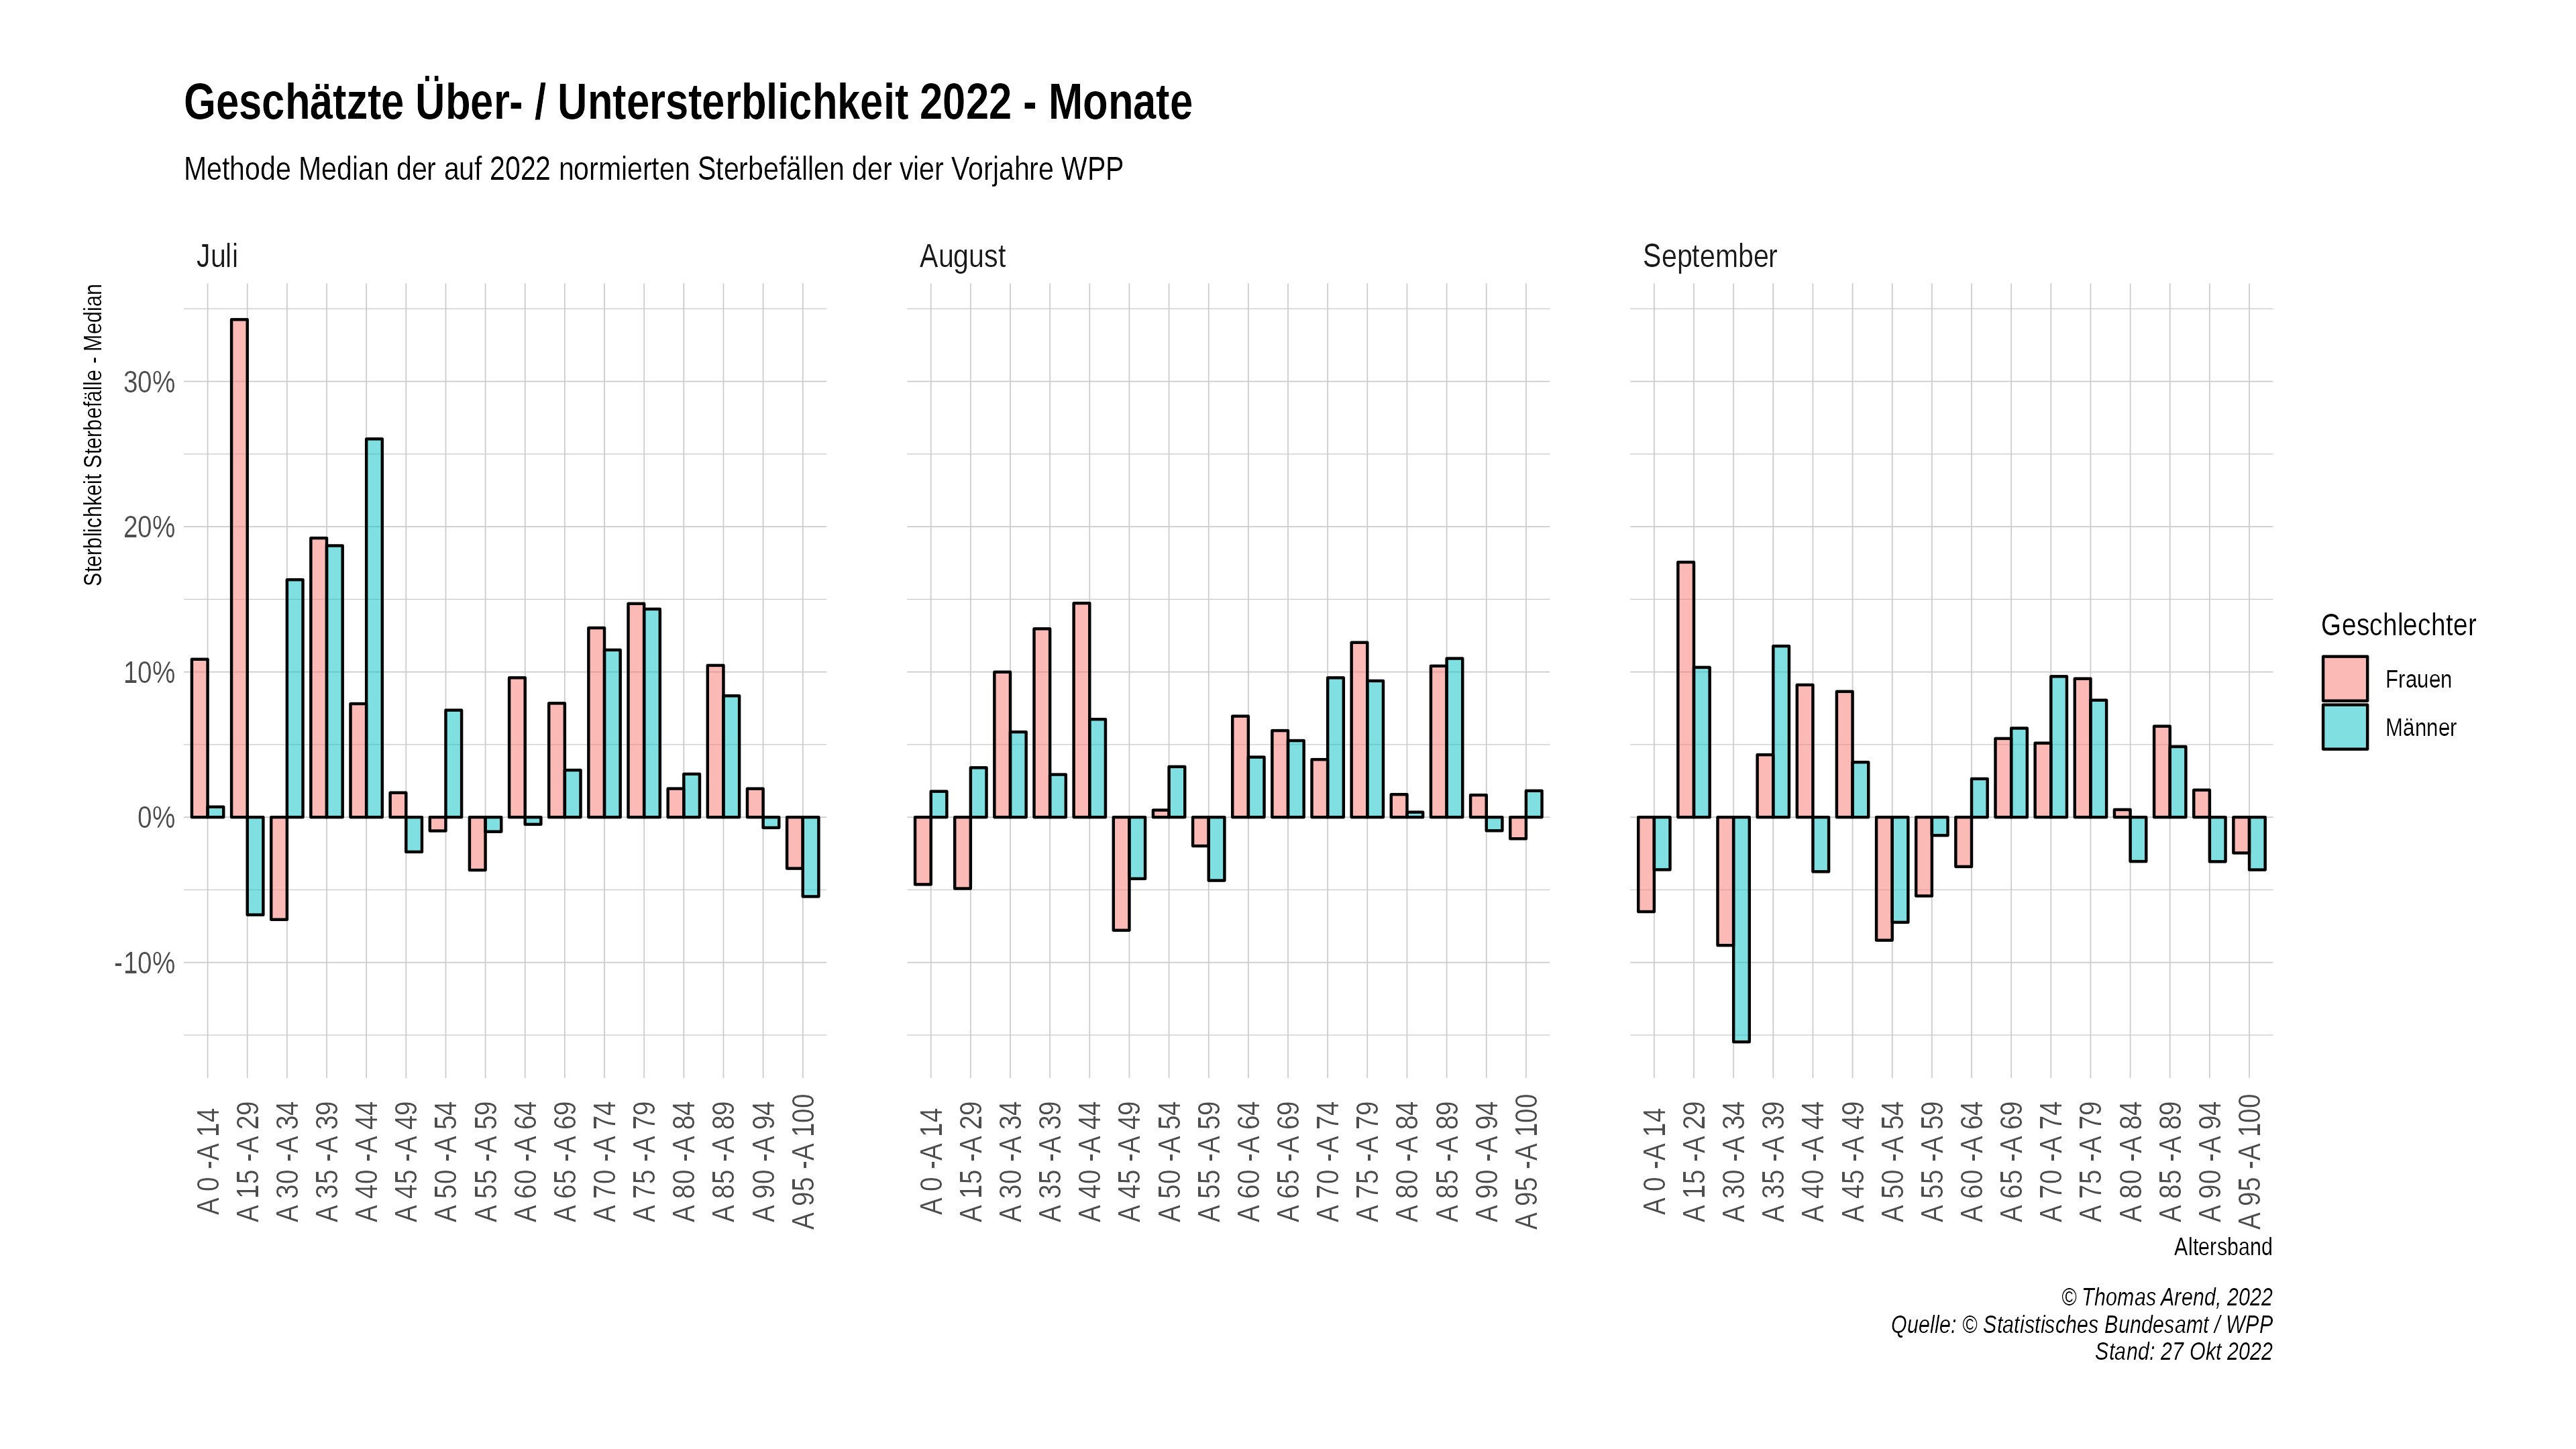 Geschätzte Über- / Untersterblichkeit 2022 - Monate
Methode Median der auf 2022 normierten Sterbefällen der vier Vorjahre WPP
Juli
August
September
Sterblichkeit Sterbefälle - Median
30%
20%
10%
0%
-10%
A 0 -A 14
A 15 -A 29
A 30 -A 34
A 35 -A 39
A 40 -A 44
A 45 -A 49
A 50 -A 54
A 55 -A 59
A 60 -A 64
A 65 -A 69
A 70 -A 74
A 75 -A 79
A 80 -A 84
A 85 -A 89
A 90 -A 94
A 95 -A 100
A 0 -A 14
A 15 -A 29
A 30 -A 34
A 35 -A 39
A 40 -A 44
A 45 -A 49
A 50 -A 54
A 55 -A 59
A 60 -A 64
A 65 -A 69
A 70 -A 74
A 75 -A 79
A 80 -A 84
A 85 -A 89
A 90 -A 94
A 95 -A 100
A 0 -A 14
A 15 -A 29
A 30 -A 34
A 35 -A 39
A 40 -A 44
A 45 -A 49
A 50 -A 54
A 55 -A 59
A 60 -A 64
A 65 -A 69
A 70 -A 74
A 75 -A 79
A 80 -A 84
A 85 -A 89
A 90 -A 94
A 95 -A 100
Altersband
Geschlechter
Frauen
Männer
© Thomas Arend, 2022
Quelle: © Statistisches Bundesamt / WPP
Stand: 27 Okt 2022